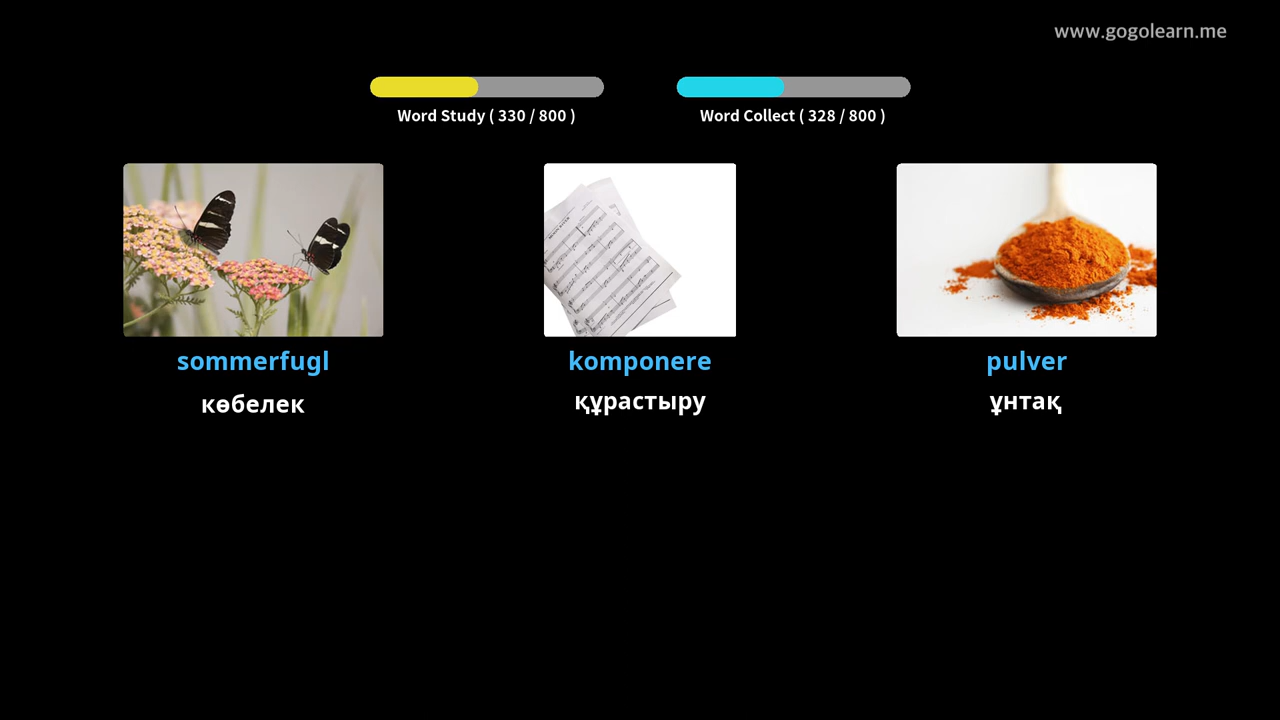 www.gogolearn.me
Word Study ( 330 / 800 )
Word Collect ( 328 / 800 )
sommerfugl
көбелек
komponere
құрастыру
pulver
ұнтақ